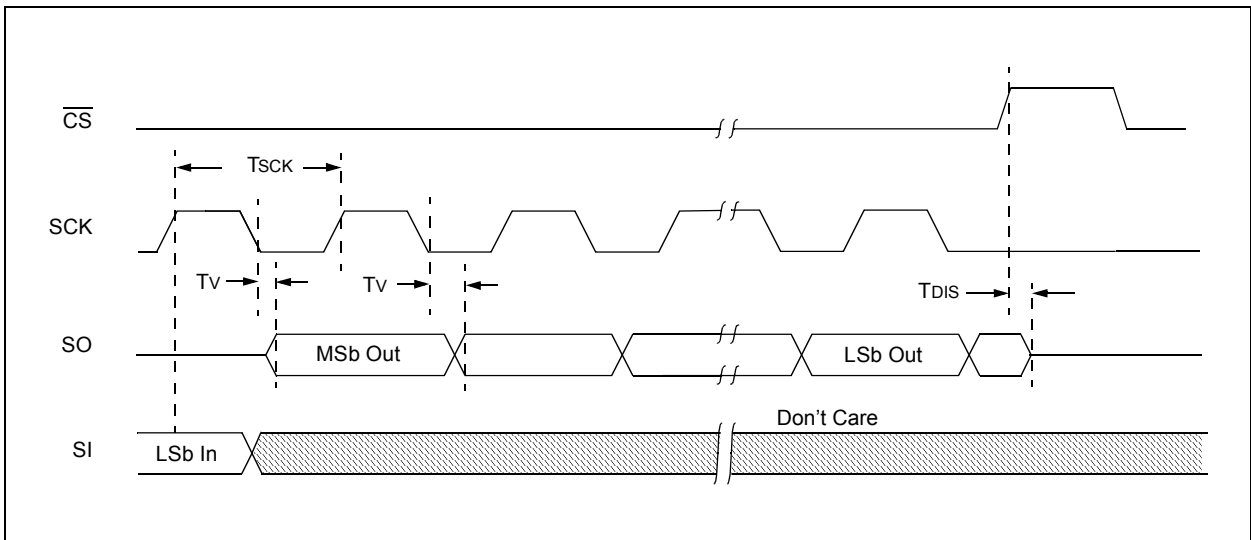 CS
TSCK
SCK
TV
TV
TDIS
SO
MSb Out
LSb Out
Don't Care
SI
LSb In